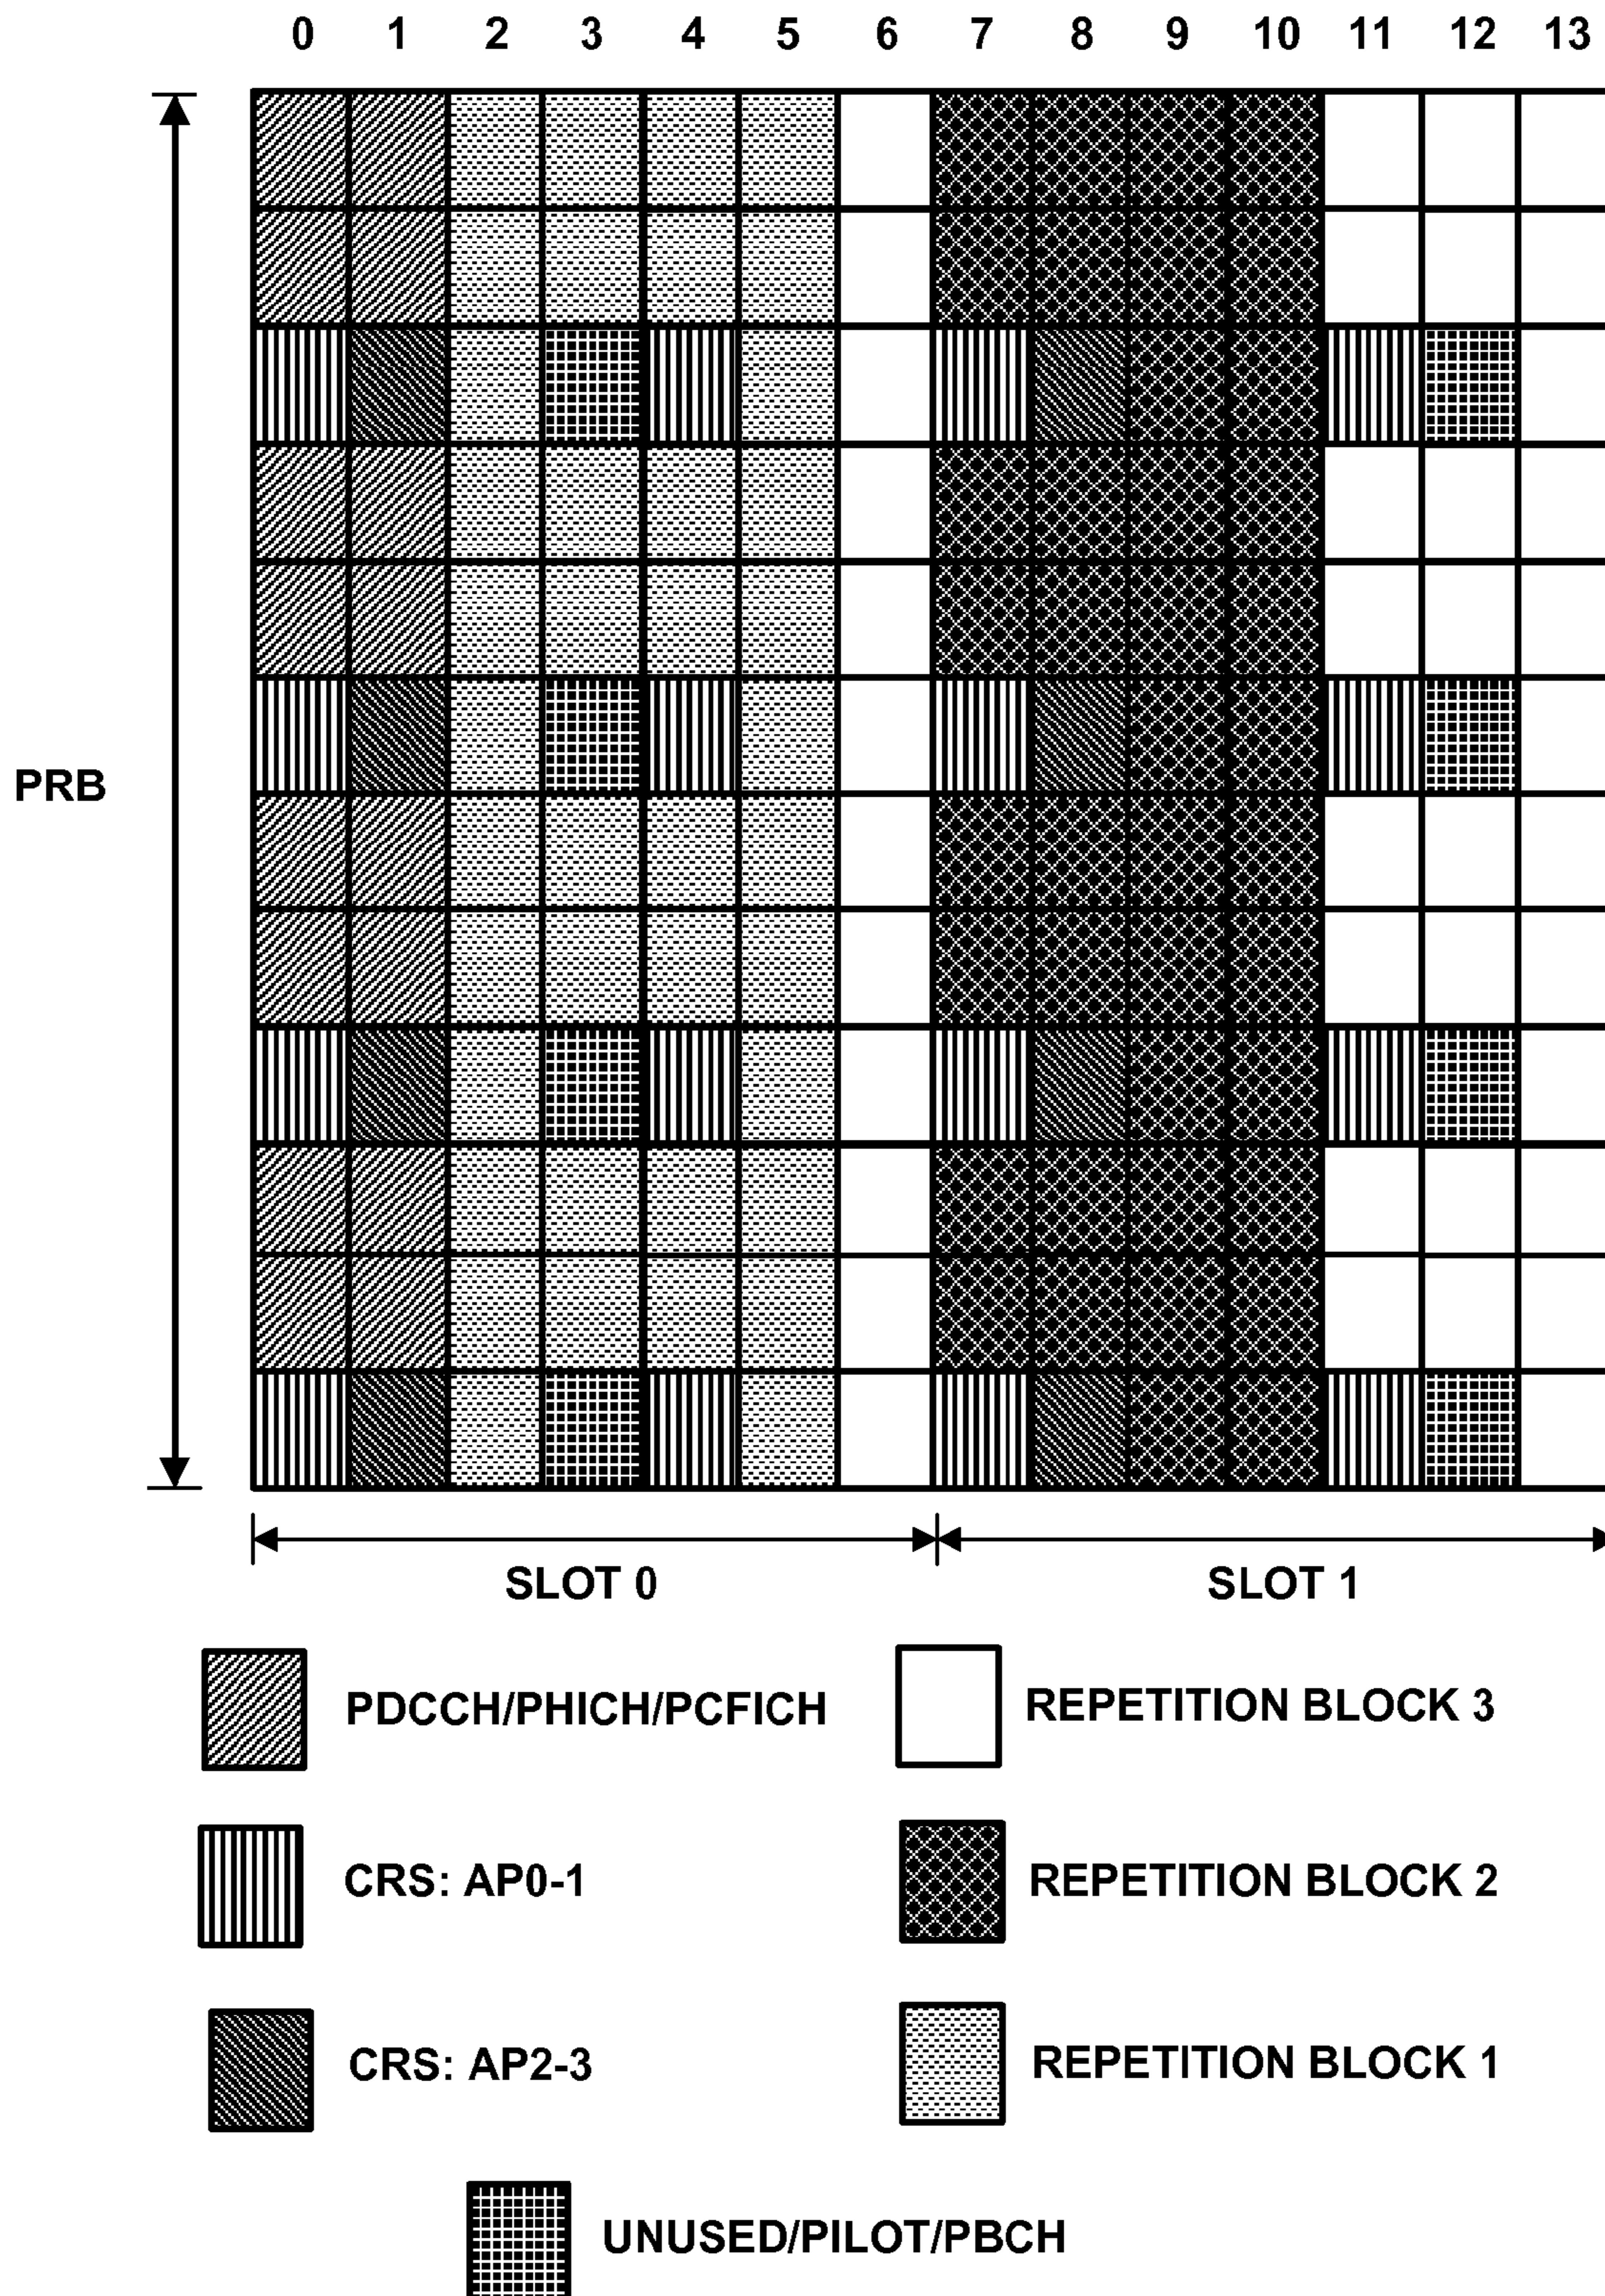 0 1 2 3 4 5 6 7 8 9 10 11 12 13
PRB
SLOT 0 SLOT 1
PDCCH/PHICH/PCFICH REPETITION BLOCK 3
CRS: AP0-1 REPETITION BLOCK 2
CRS: AP2-3 REPETITION BLOCK 1
UNUSED/PILOT/PBCH